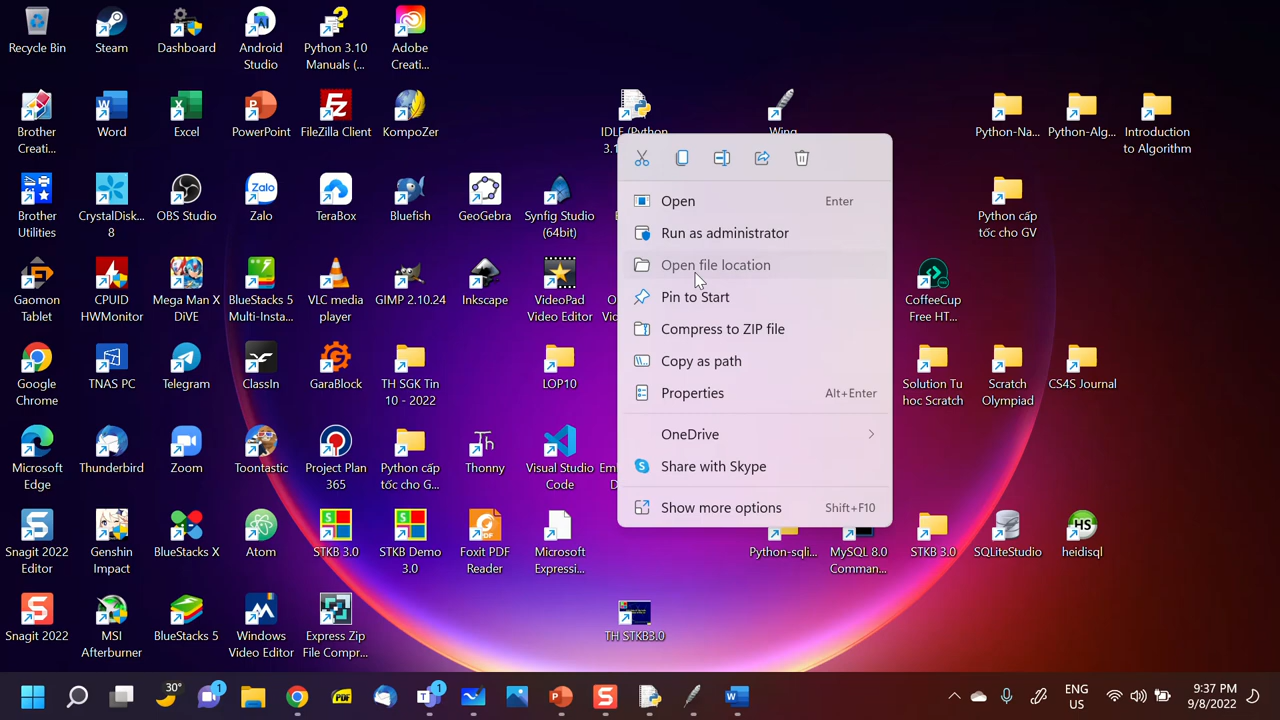 Recycle Bin
Steam
Dashboard
Android
Studio
Python 3.10
Manuals (...
Adobe
Creati...
Brother
Creati...
Word
Excel
PowerPoint
FileZilla Client
KompoZer
IDLE (Python
3.1
Wing
Python-Na...
Python-Alg...
Introduction
to Algorithm
Brother
Utilities
CrystalDisk...
8
OBS Studio
Zalo
TeraBox
Bluefish
GeoGebra
Synfig Studio
(64bit)
Python cấp
tốc cho GV
Gaomon
Tablet
CPUID
HWMonitor
Mega Man X
DiVE
BlueStacks 5
Multi-Insta...
VLC media
player
GIMP 2.10.24
Inkscape
VideoPad
Video Editor
CoffeeCup
Free HT...
Google
Chrome
TNAS PC
Telegram
ClassIn
GaraBlock
TH SGK Tin
10 - 2022
LOP10
Solution Tu
hoc Scratch
Scratch
Olympiad
CS4S Journal
Microsoft
Edge
Thunderbird
Zoom
Toontastic
Project Plan
365
Python cấp
tốc cho G...
Th
Thonny
Visual Studio
Code
Snagit 2022
Editor
Genshin
Impact
BlueStacks X
Atom
STKB 3.0
STKB Demo
3.0
Foxit PDF
Reader
Microsoft
Expressi...
Python-sqli...
MySQL 8.0
Comman...
STKB 3.0
SQLiteStudio
HS
heidisql
Snagit 2022
MSI
Afterburner
BlueStacks 5
Windows
Video Editor
Express Zip
File Compr...
TH STKB3.0
Open Enter
Run as administrator
Open file location
Pin to Start
Compress to ZIP file
Copy as path
Properties Alt+Enter
OneDrive
Share with Skype
Show more options Shift+F10
30°
1
PDF
1
ENG
US
9:37 PM
9/8/2022